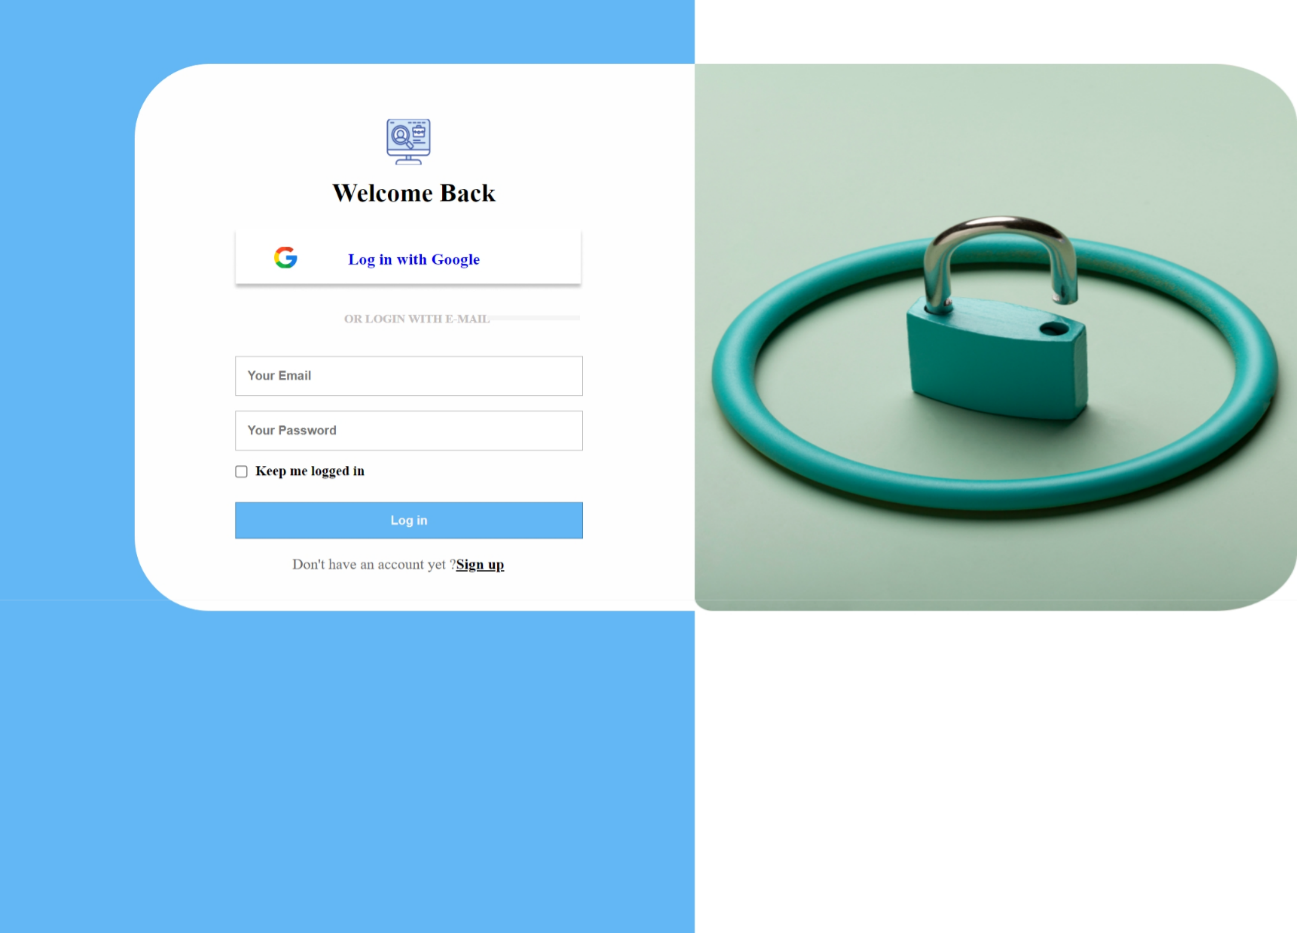 Welcome Back
Log in with Google
OR LOGIN WITH E-MAIL
Your Email
Your Password
Keep me logged in
Log in
Don't have an account yet ?Sign up